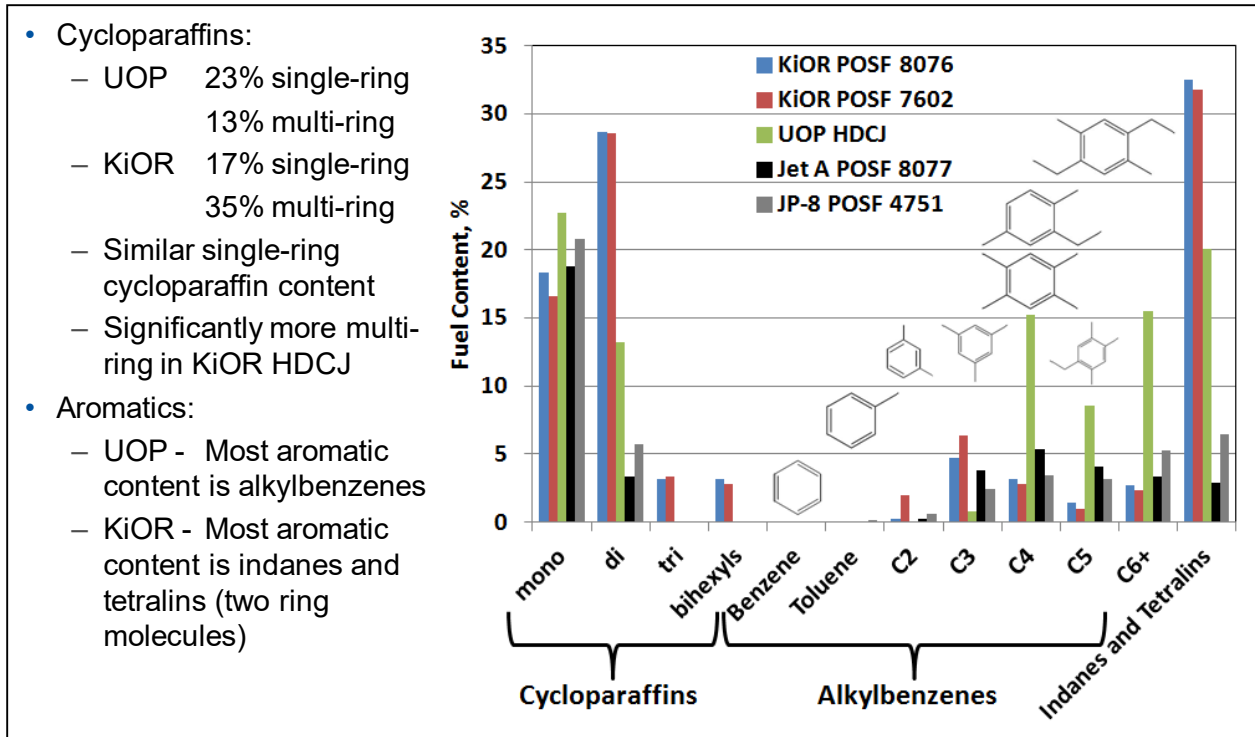 • Cycloparaffins:
– UOP 23% single-ring
13% multi-ring
– KiOR 17% single-ring
35% multi-ring
– Similar single-ring
cycloparaffin content
– Significantly more multi-
ring in KiOR HDCJ
• Aromatics:
– UOP - Most aromatic
content is alkylbenzenes
– KiOR - Most aromatic
content is indanes and
tetralins (two ring
molecules)
Fuel Content, %
35
30
25
20
15
10
5
0
KiOR POSF 8076
KiOR POSF 7602
UOP HDCJ
Jet A POSF 8077
JP-8 POSF 4751
mono
di
tri
bihexyls
Benzene
Toluene
C2
C3
C4
C5
C6+
Indanes and Tetralins
Cycloparaffins
Alkylbenzenes